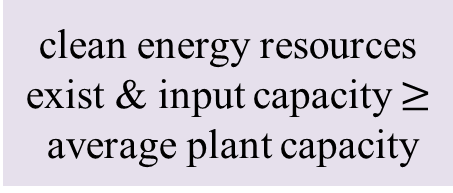 clean energy resources
exist & input capacity ≥
average plant capacity